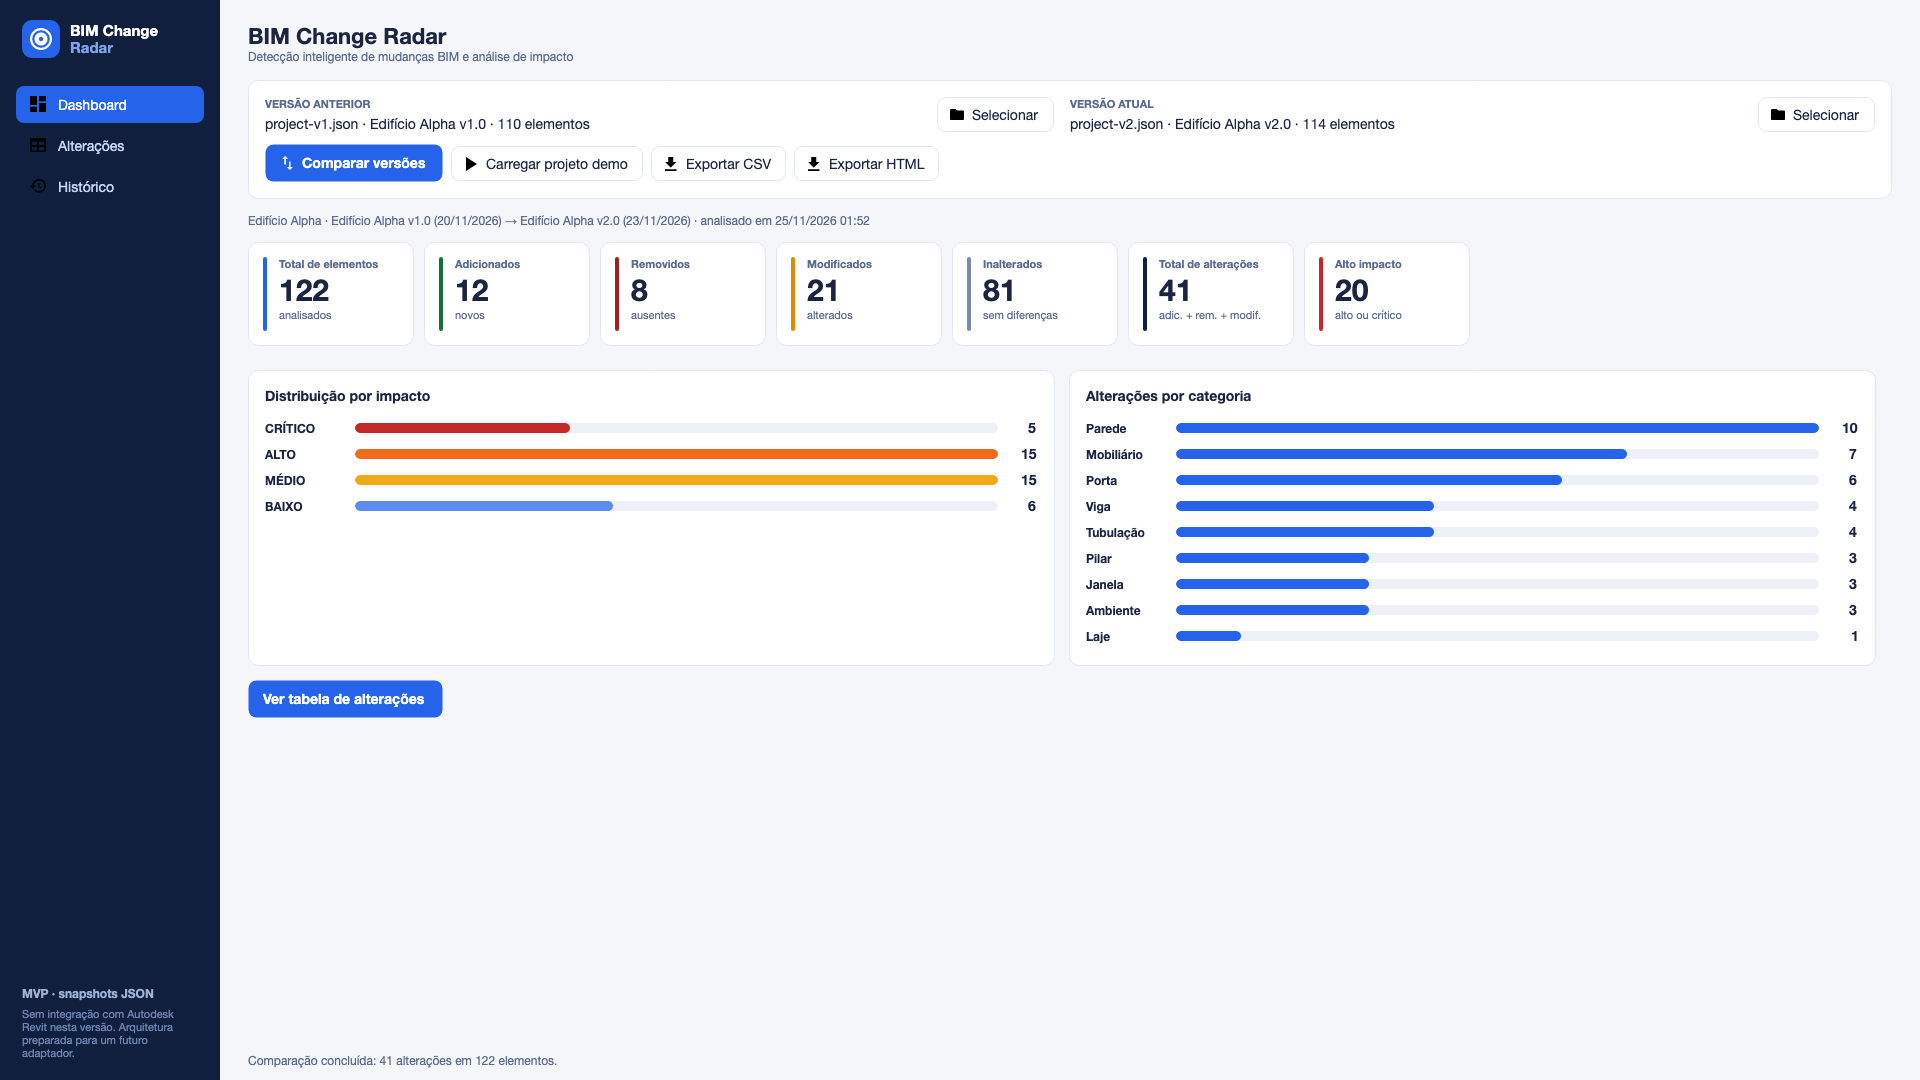 BIM Change
Radar
Dashboard
Alterações
Histórico
MVP · snapshots JSON
Sem integração com Autodesk
Revit nesta versão. Arquitetura
preparada para um futuro
adaptador.
BIM Change Radar
Detecção inteligente de mudanças BIM e análise de impacto
VERSÃO ANTERIOR
project-v1.json · Edifício Alpha v1.0 · 110 elementos
Selecionar
VERSÃO ATUAL
project-v2.json · Edifício Alpha v2.0 · 114 elementos
Selecionar
Comparar versões
Carregar projeto demo
Exportar CSV
Exportar HTML
Edifício Alpha · Edifício Alpha v1.0 (20/11/2026) → Edifício Alpha v2.0 (23/11/2026) · analisado em 25/11/2026 01:52
Total de elementos
122
analisados
Adicionados
12
novos
Removidos
8
ausentes
Modificados
21
alterados
Inalterados
81
sem diferenças
Total de alterações
41
adic. + rem. + modif.
Alto impacto
20
alto ou crítico
Distribuição por impacto
CRÍTICO 5
ALTO 15
MÉDIO 15
BAIXO 6
Alterações por categoria
Parede 10
Mobiliário 7
Porta 6
Viga 4
Tubulação 4
Pilar 3
Janela 3
Ambiente 3
Laje 1
Ver tabela de alterações
Comparação concluída: 41 alterações em 122 elementos.